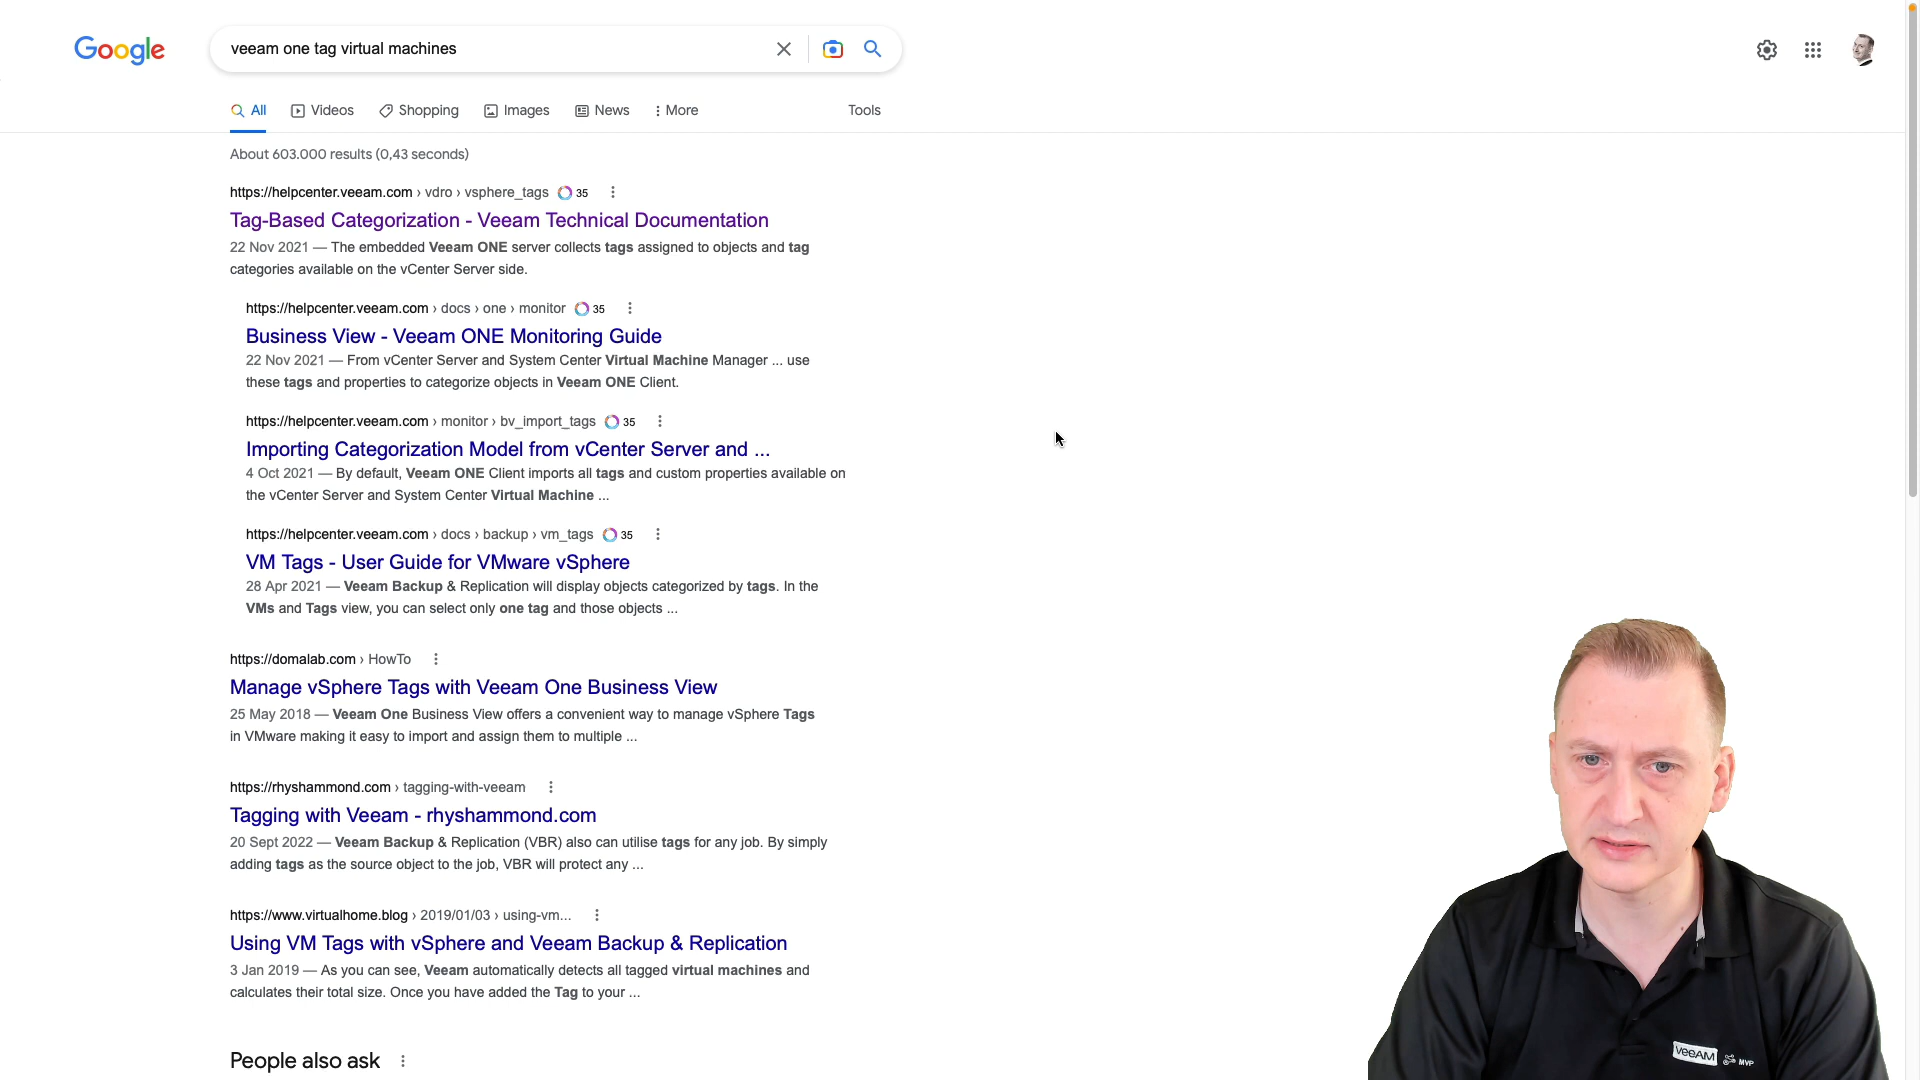 Google
veeam one tag virtual machines
All
Videos
Shopping
Images
News
More
Tools
About 603.000 results (0,43 seconds)
https://helpcenter.veeam.com › vdro › vsphere_tags 35
Tag-Based Categorization - Veeam Technical Documentation
22 Nov 2021 — The embedded Veeam ONE server collects tags assigned to objects and tag
categories available on the vCenter Server side.
https://helpcenter.veeam.com › docs › one › monitor 35
Business View - Veeam ONE Monitoring Guide
22 Nov 2021 — From vCenter Server and System Center Virtual Machine Manager ... use
these tags and properties to categorize objects in Veeam ONE Client.
https://helpcenter.veeam.com › monitor › bv_import_tags 35
Importing Categorization Model from vCenter Server and ...
4 Oct 2021 — By default, Veeam ONE Client imports all tags and custom properties available on
the vCenter Server and System Center Virtual Machine ...
https://helpcenter.veeam.com › docs › backup › vm_tags 35
VM Tags - User Guide for VMware vSphere
28 Apr 2021 — Veeam Backup & Replication will display objects categorized by tags. In the
VMs and Tags view, you can select only one tag and those objects ...
https://domalab.com › HowTo
Manage vSphere Tags with Veeam One Business View
25 May 2018 — Veeam One Business View offers a convenient way to manage vSphere Tags
in VMware making it easy to import and assign them to multiple ...
https://rhyshammond.com › tagging-with-veeam
Tagging with Veeam - rhyshammond.com
20 Sept 2022 — Veeam Backup & Replication (VBR) also can utilise tags for any job. By simply
adding tags as the source object to the job, VBR will protect any ...
https://www.virtualhome.blog › 2019/01/03 › using-vm...
Using VM Tags with vSphere and Veeam Backup & Replication
3 Jan 2019 — As you can see, Veeam automatically detects all tagged virtual machines and
calculates their total size. Once you have added the Tag to your ...
People also ask
veeAM MVP